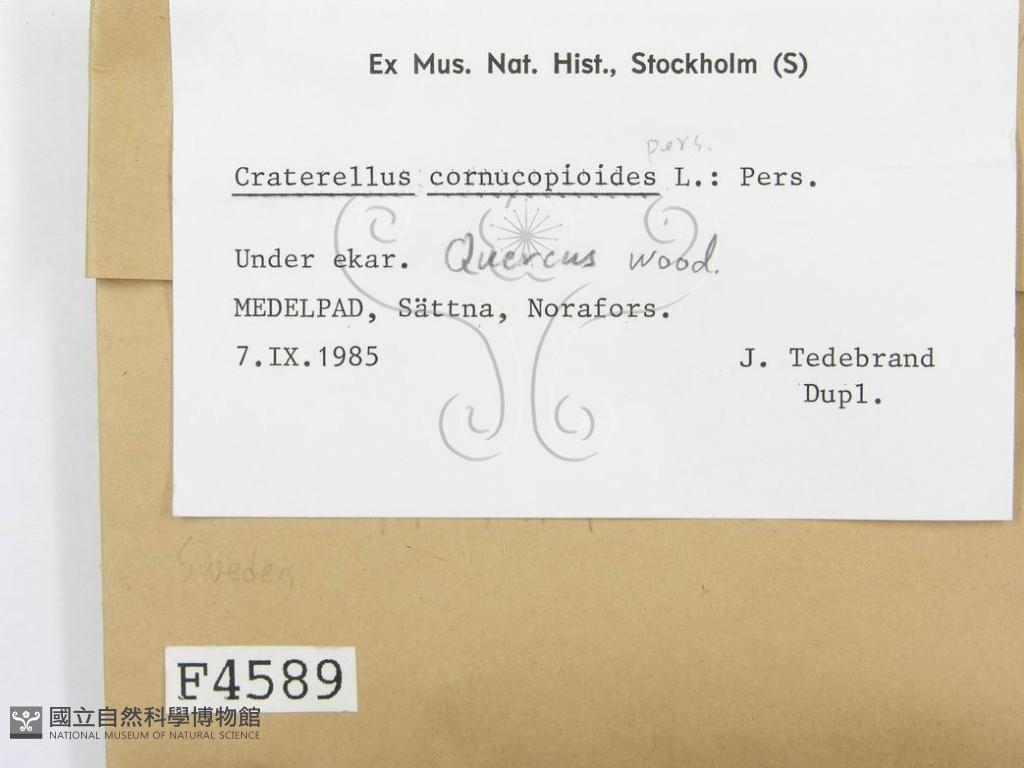 Ex Mus. Nat. Hist., Stockholm (S)
pers.
Craterellus cornucopioides L.: Pers.
Under ekar. Quercus wood.
MEDELPAD, Sättna, Norafors.
7.IX.1985 J. Tedebrand
Dupl.
Sweden
F4589
國立自然科學博物館
NATIONAL MUSEUM OF NATURAL SCIENCE